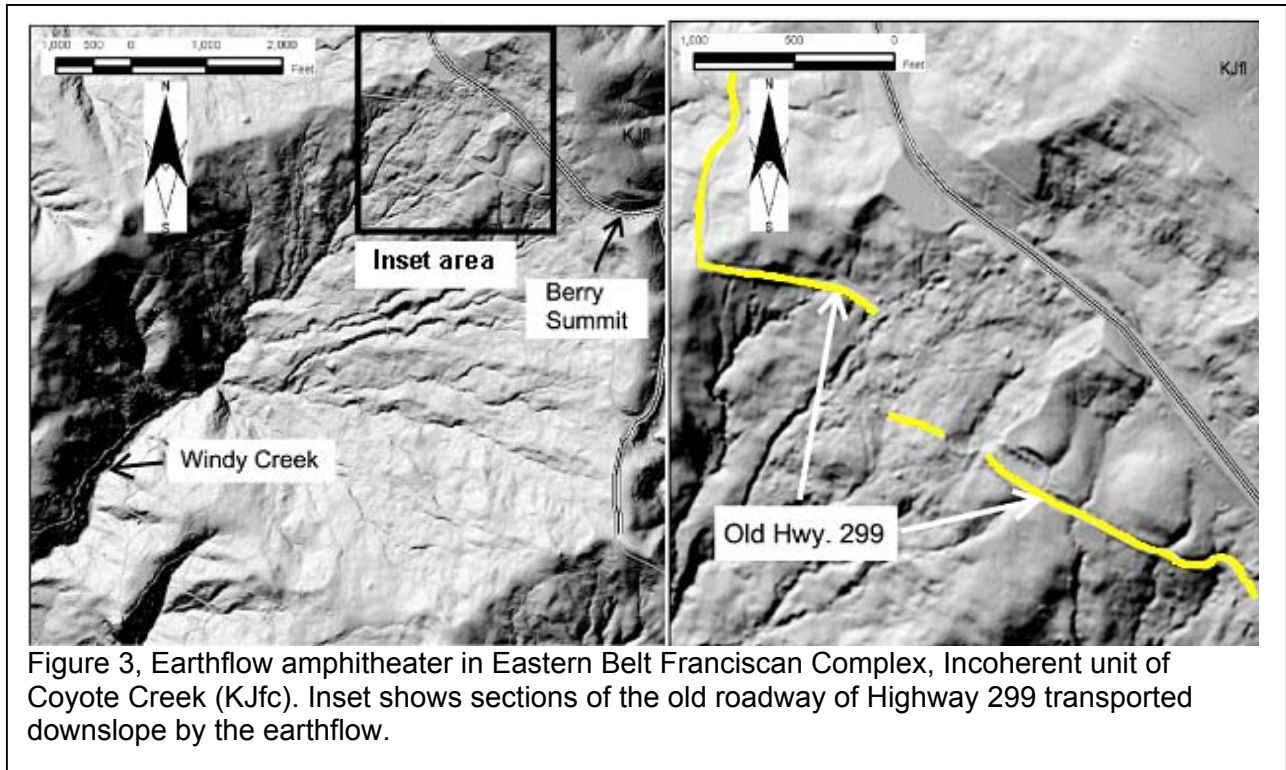 1,000 500 0 1,000 2,000
Feet
N
S
KJfl
Inset area
Berry
Summit
Windy Creek
1,000 500 0
Feet
N
S
KJfl
Old Hwy. 299
Figure 3, Earthflow amphitheater in Eastern Belt Franciscan Complex, Incoherent unit of
Coyote Creek (KJfc). Inset shows sections of the old roadway of Highway 299 transported
downslope by the earthflow.